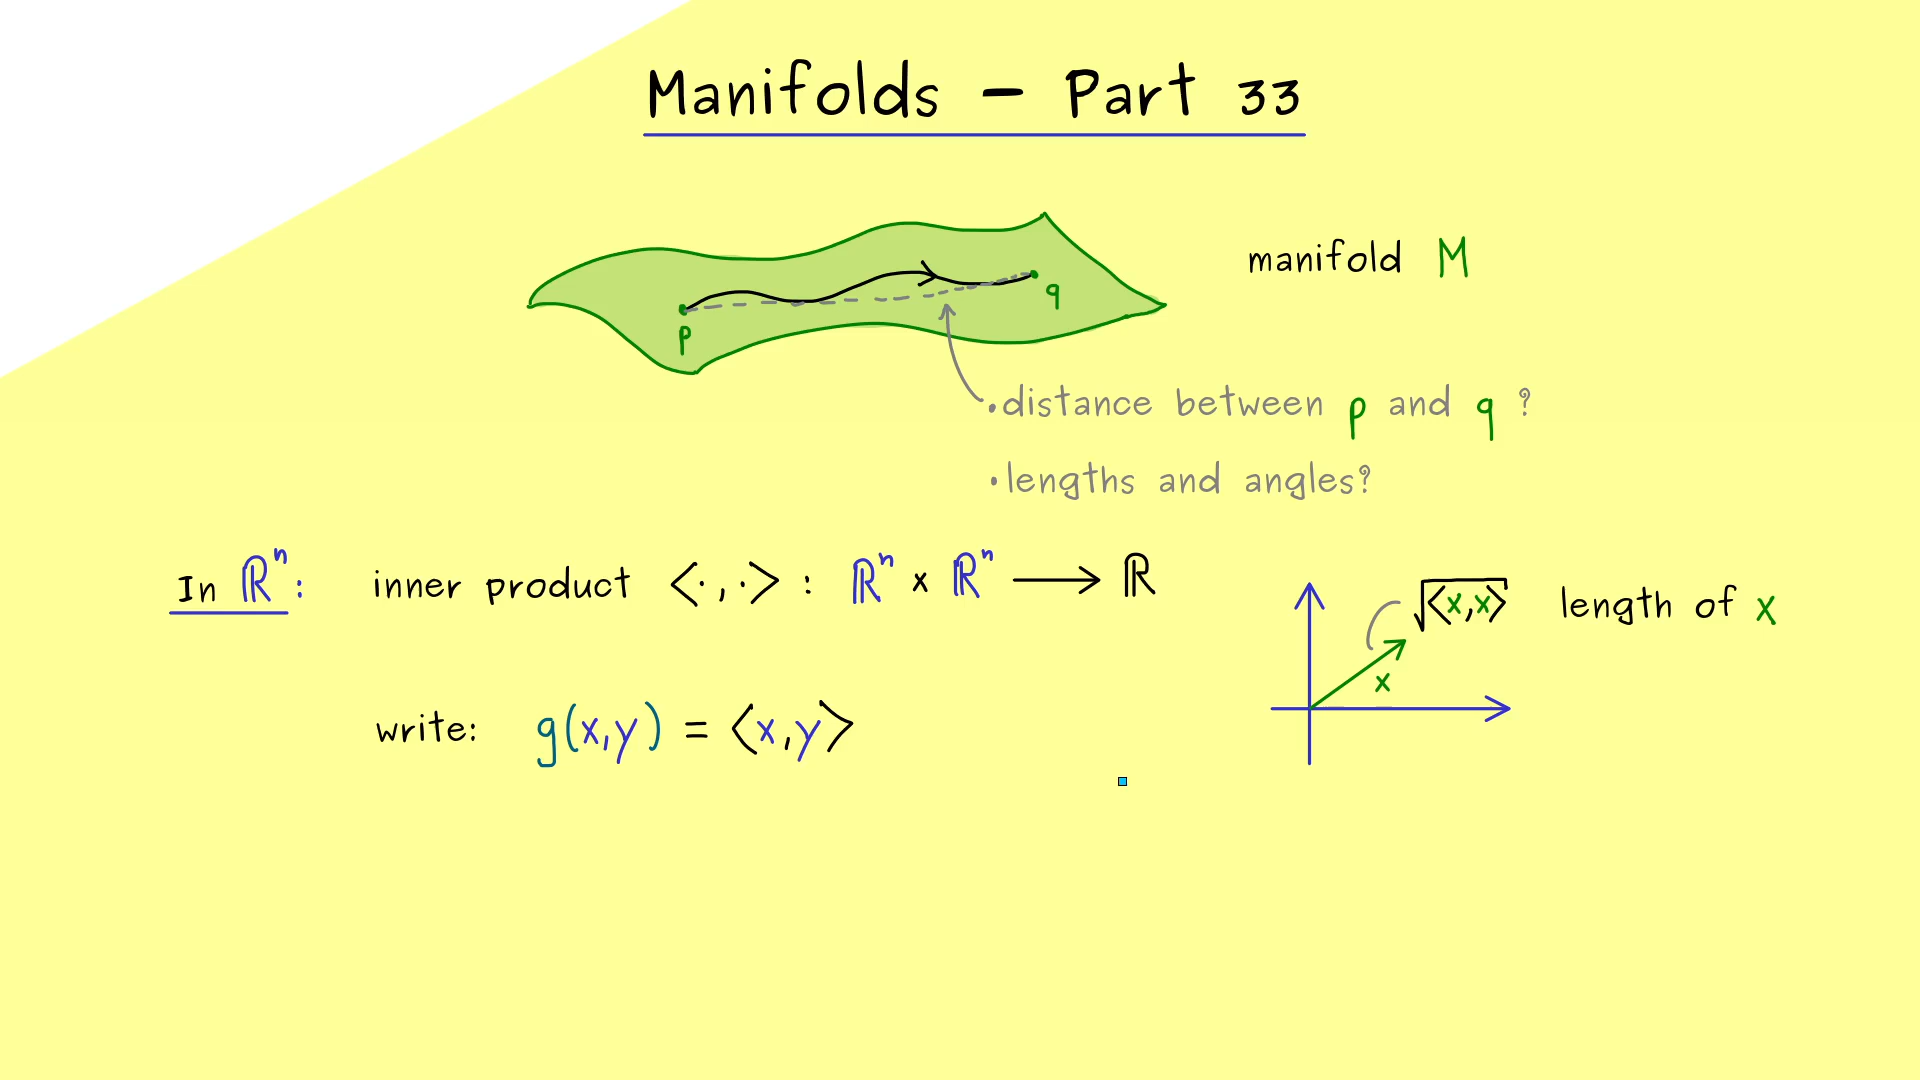 Manifolds – Part 33
manifold M
p
q
• distance between p and q ?
• lengths and angles?
In ℝⁿ: inner product <·,·> : ℝⁿ × ℝⁿ ⟶ ℝ
√<x,x> length of x
x
write: g(x,y) = <x,y>